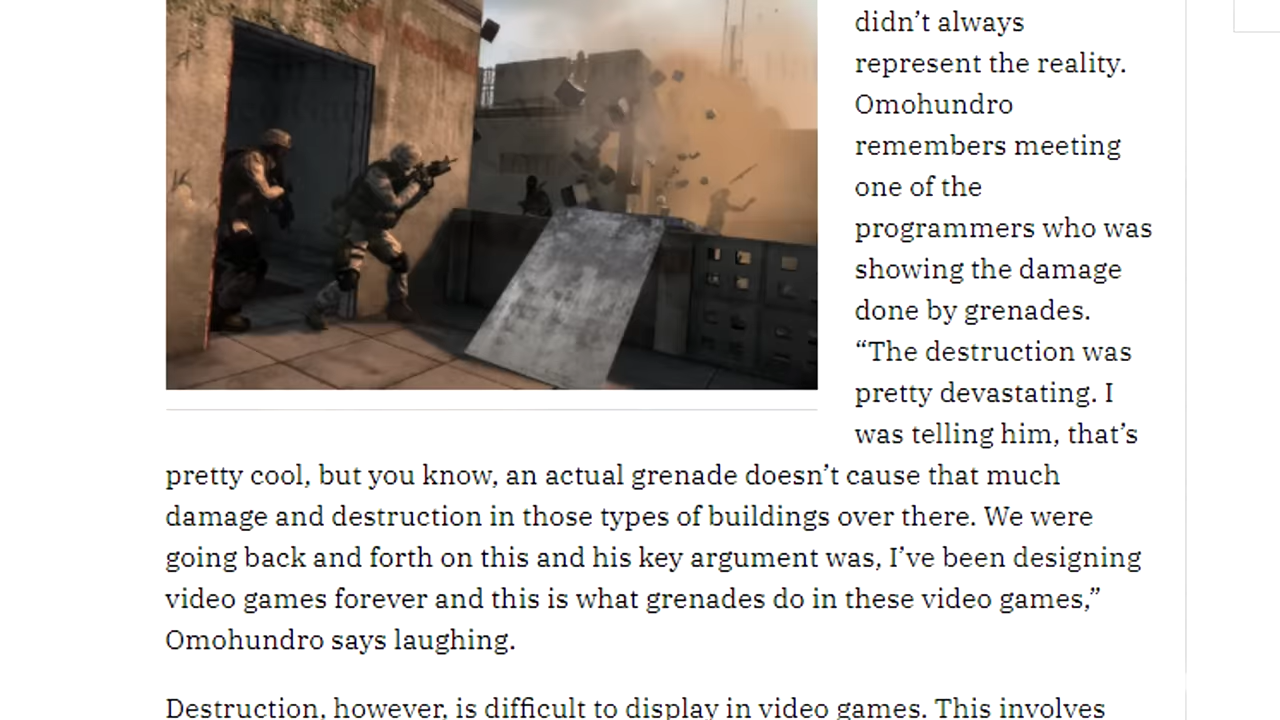 didn’t always
represent the reality.
Omohundro
remembers meeting
one of the
programmers who was
showing the damage
done by grenades.
“The destruction was
pretty devastating. I
was telling him, that’s
pretty cool, but you know, an actual grenade doesn’t cause that much
damage and destruction in those types of buildings over there. We were
going back and forth on this and his key argument was, I’ve been designing
video games forever and this is what grenades do in these video games,”
Omohundro says laughing.
Destruction, however, is difficult to display in video games. This involves